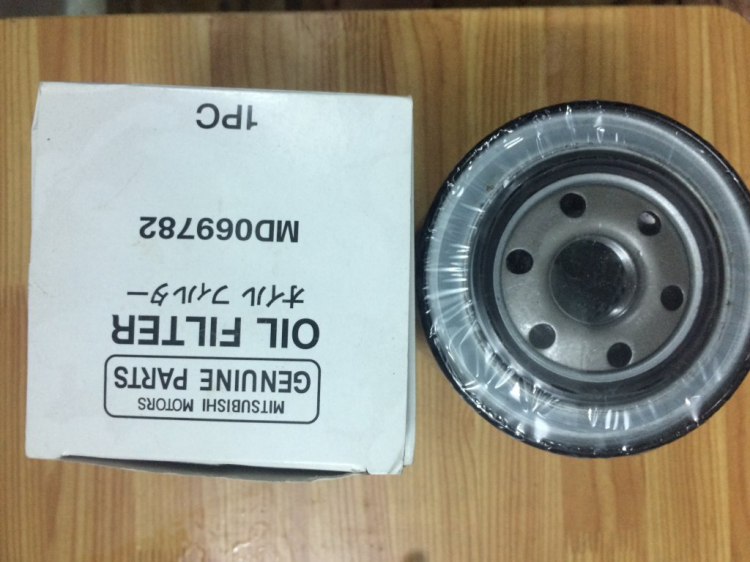 MITSUBISHI MOTORS
GENUINE PARTS
OIL FILTER
オイル フィルター
MD069782
1PC